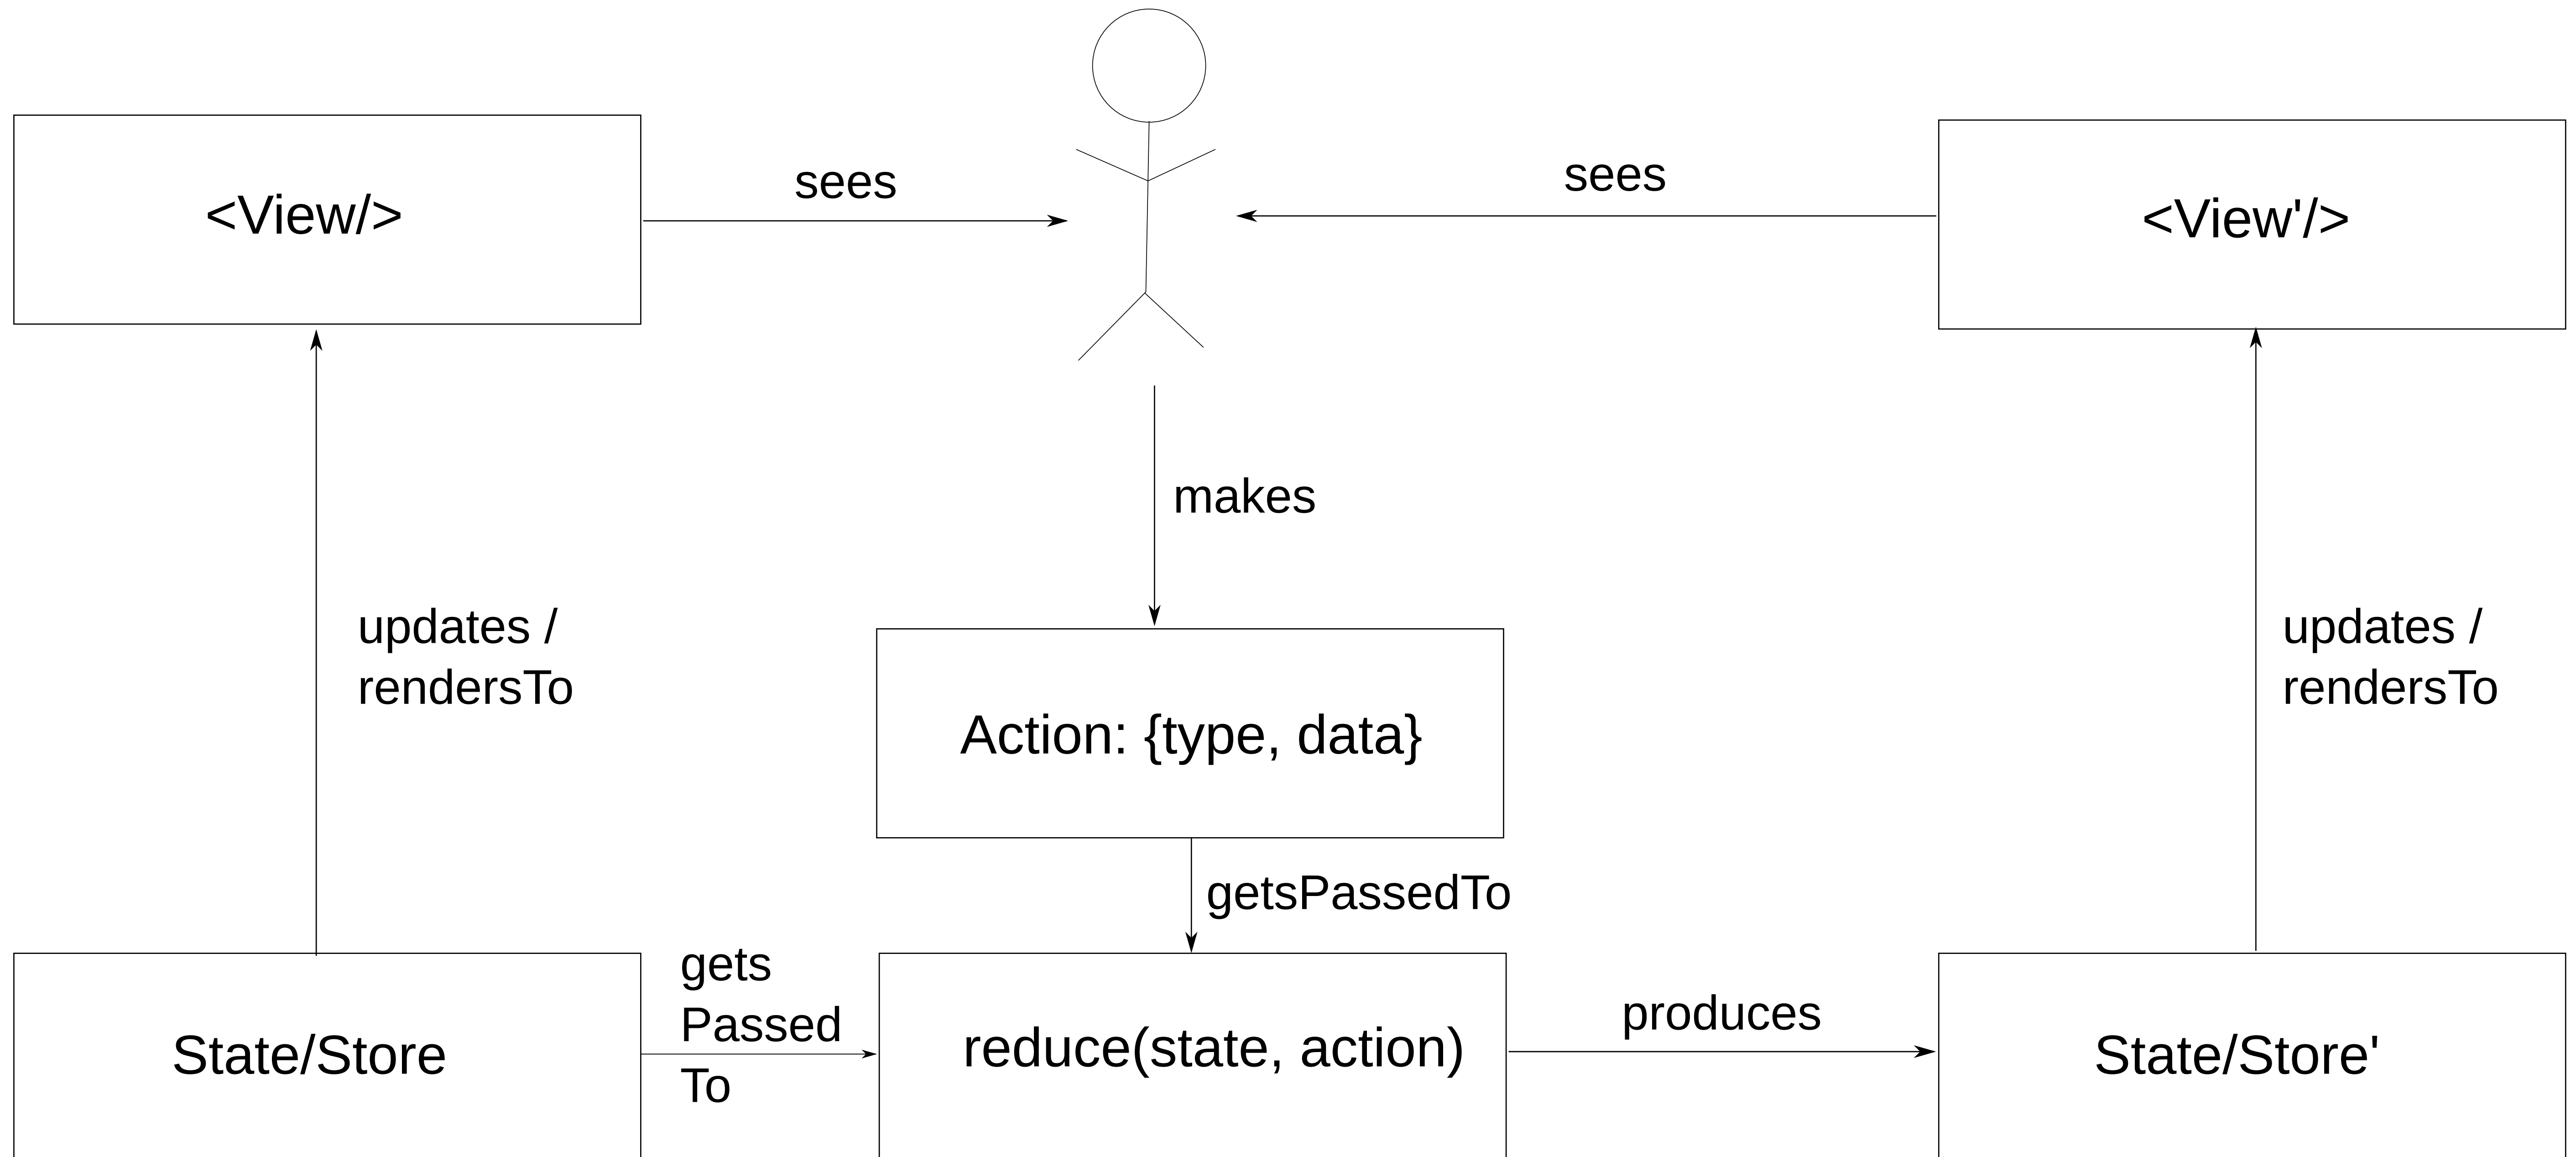 sees
sees
<View/>
<View'/>
makes
updates /
rendersTo
updates /
rendersTo
Action: {type, data}
getsPassedTo
gets
Passed
To
produces
State/Store
reduce(state, action)
State/Store'